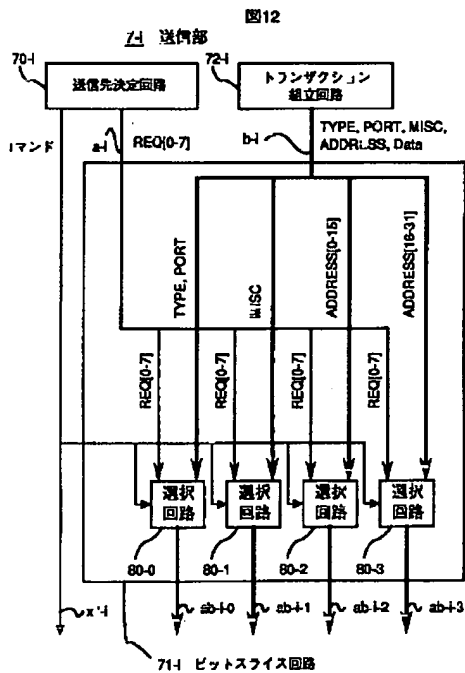 図12
7-i 送信部
70-i
送信先決定回路
72-i
トランザクション
組立回路
コマンド
a-i
REQ[0-7]
b-i
TYPE, PORT, MISC,
ADDRESS, Data
TYPE, PORT
MISC
ADDRESS[0-15]
ADDRESS[16-31]
REQ[0-7]
REQ[0-7]
REQ[0-7]
REQ[0-7]
選択
回路
選択
回路
選択
回路
選択
回路
80-0
80-1
80-2
80-3
x'-i
ab-i-0
ab-i-1
ab-i-2
ab-i-3
71-i ビットスライス回路